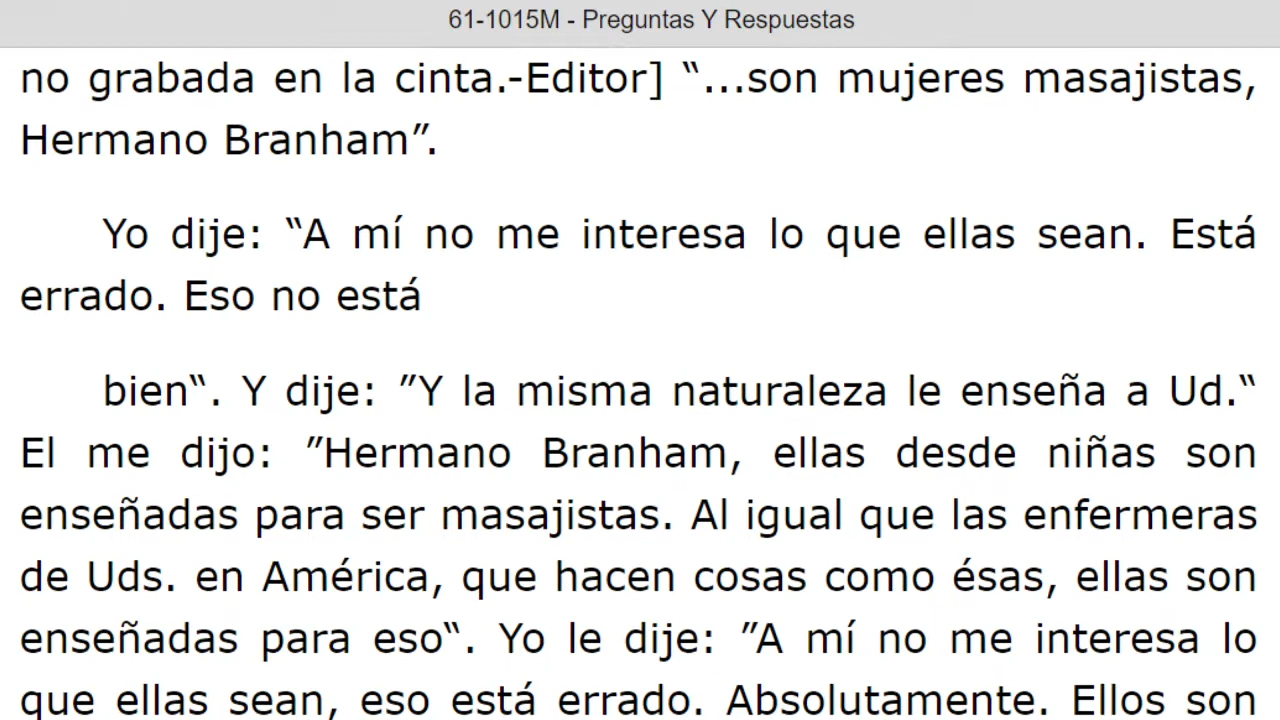 61-1015M - Preguntas Y Respuestas
no grabada en la cinta.-Editor] “...son mujeres masajistas,
Hermano Branham”.
Yo dije: “A mí no me interesa lo que ellas sean. Está
errado. Eso no está
bien“. Y dije: ”Y la misma naturaleza le enseña a Ud.“
El me dijo: ”Hermano Branham, ellas desde niñas son
enseñadas para ser masajistas. Al igual que las enfermeras
de Uds. en América, que hacen cosas como ésas, ellas son
enseñadas para eso“. Yo le dije: ”A mí no me interesa lo
que ellas sean, eso está errado. Absolutamente. Ellos son